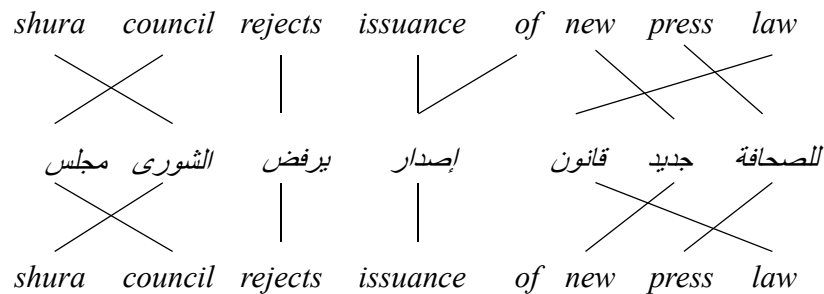 shura council rejects issuance of new press law
مجلس الشورى يرفض إصدار قانون جديد للصحافة
shura council rejects issuance of new press law